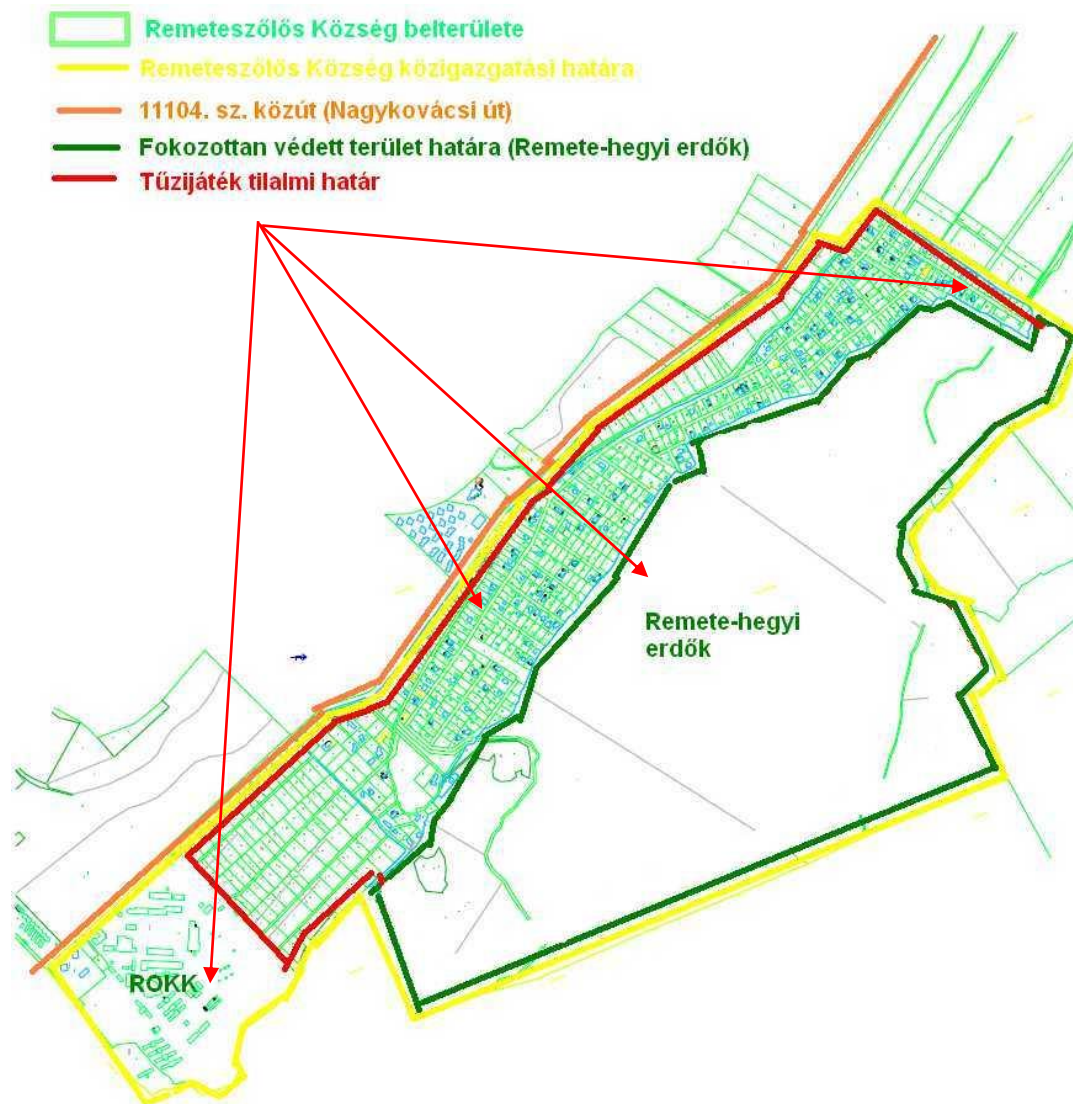 Remeteszőlős Község belterülete
Remeteszőlős Község közigazgatási határa
11104. sz. közút (Nagykovácsi út)
Fokozottan védett terület határa (Remete-hegyi erdők)
Tűzijáték tilalmi határ
Remete-hegyi
erdők
ROKK